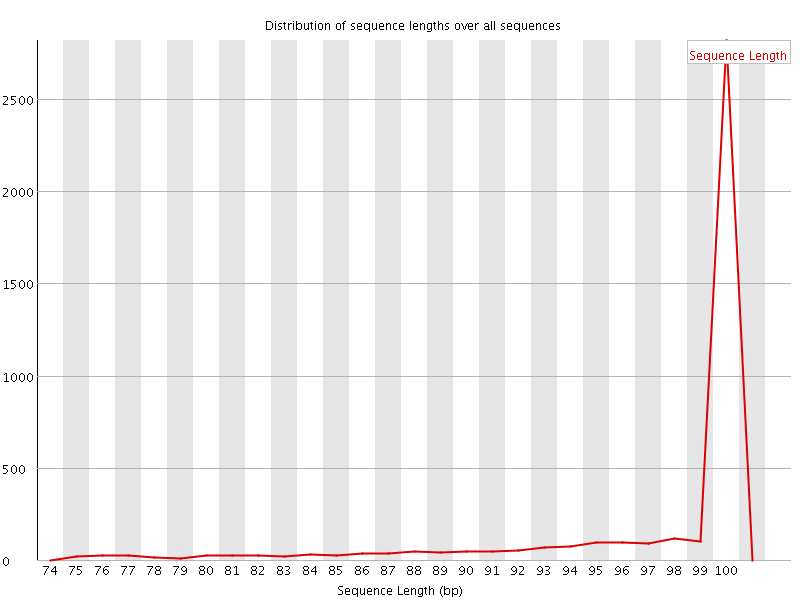 Distribution of sequence lengths over all sequences
Sequence Length
2500
2000
1500
1000
500
0
74 75 76 77 78 79 80 81 82 83 84 85 86 87 88 89 90 91 92 93 94 95 96 97 98 99 100
Sequence Length (bp)